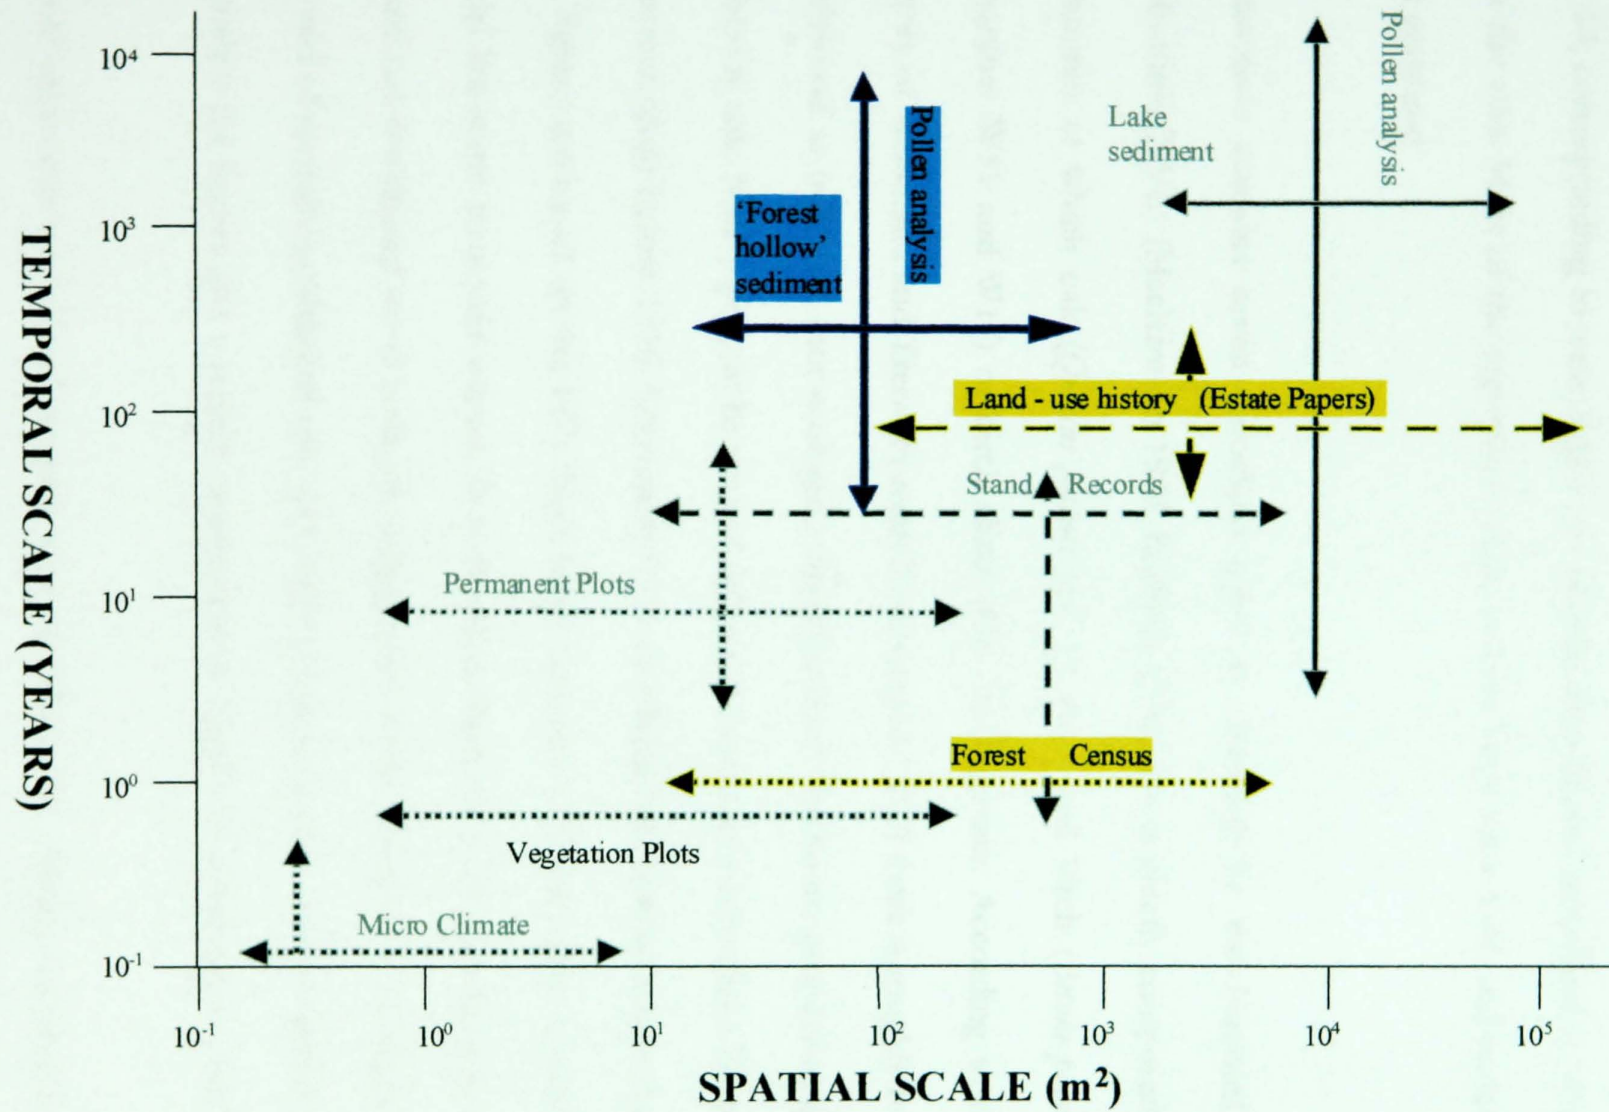 10⁴
10³
10²
10¹
10⁰
10⁻¹
TEMPORAL SCALE (YEARS)
Pollen analysis
Lake
sediment
Pollen analysis
‘Forest
hollow’
sediment
Land - use history (Estate Papers)
Stand Records
Permanent Plots
Forest Census
Vegetation Plots
Micro Climate
10⁻¹ 10⁰ 10¹ 10² 10³ 10⁴ 10⁵
SPATIAL SCALE (m²)